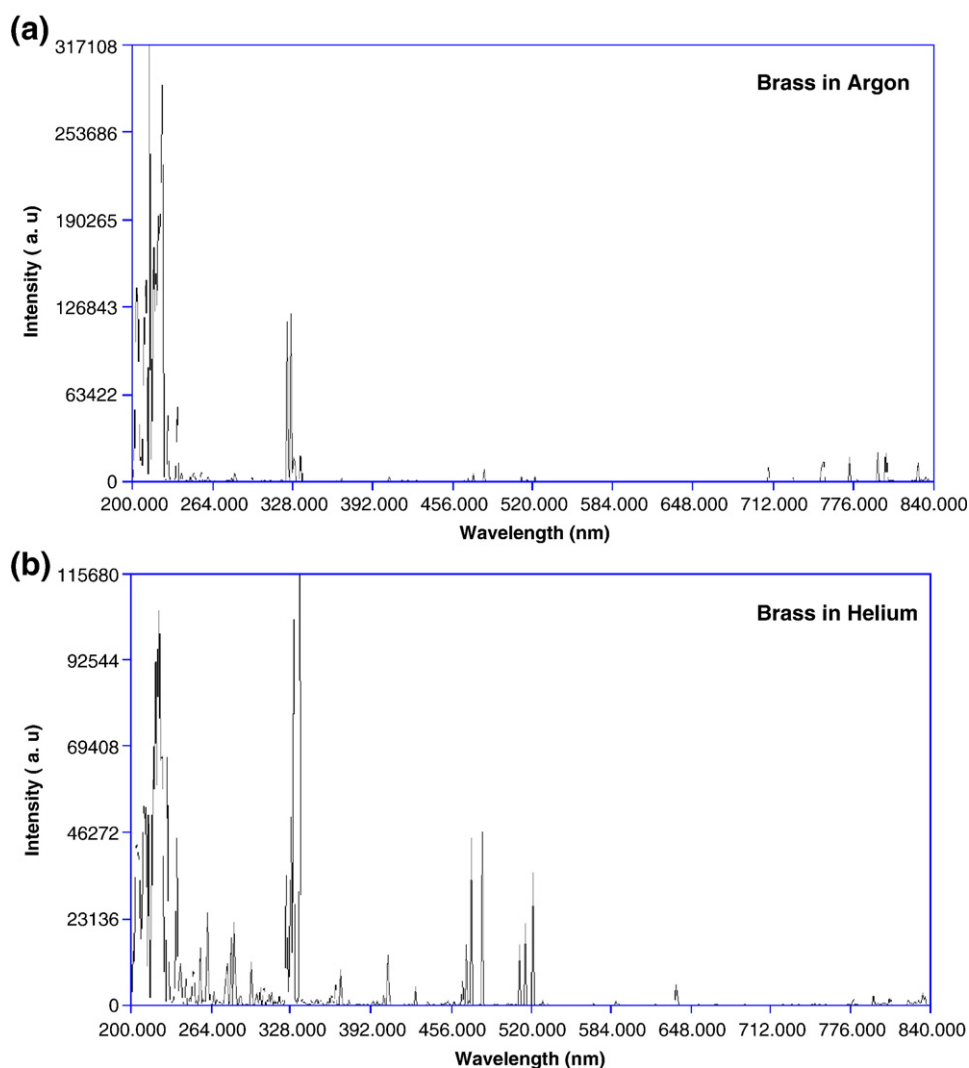 (a)
317108
253686
190265
126843
63422
0
Intensity ( a. u)
Brass in Argon
200.000 264.000 328.000 392.000 456.000 520.000 584.000 648.000 712.000 776.000 840.000
Wavelength (nm)
(b)
115680
92544
69408
46272
23136
0
Intensity ( a. u)
Brass in Helium
200.000 264.000 328.000 392.000 456.000 520.000 584.000 648.000 712.000 776.000 840.000
Wavelength (nm)